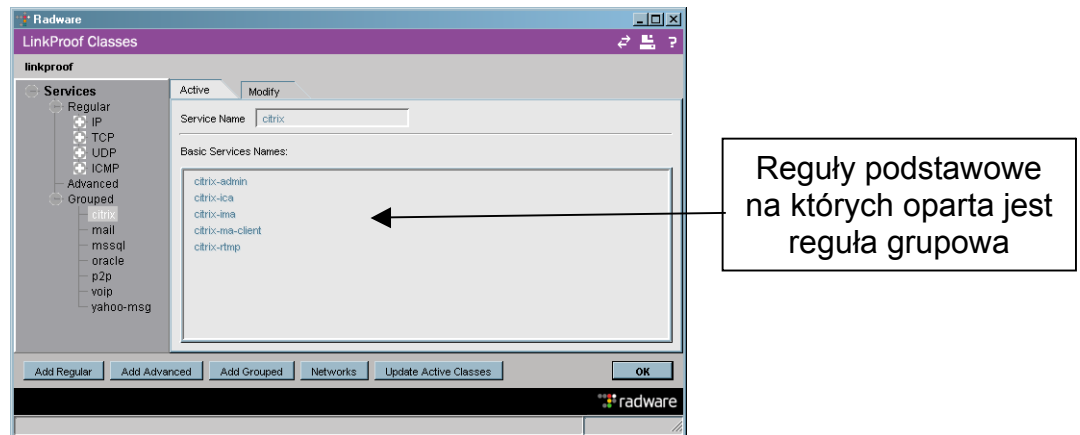 Radware
LinkProof Classes
?
linkproof
Services
Regular
IP
TCP
UDP
ICMP
Advanced
Grouped
citrix
mail
mssql
oracle
p2p
voip
yahoo-msg
Active
Modify
Service Name
citrix
Basic Services Names:
citrix-admin
citrix-ica
citrix-ima
citrix-ma-client
citrix-rtmp
Add Regular
Add Advanced
Add Grouped
Networks
Update Active Classes
OK
radware
Reguły podstawowe
na których oparta jest
reguła grupowa